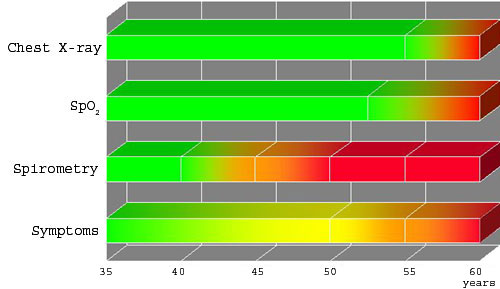 Chest X-ray
SpO₂
Spirometry
Symptoms
35 40 45 50 55 60
years